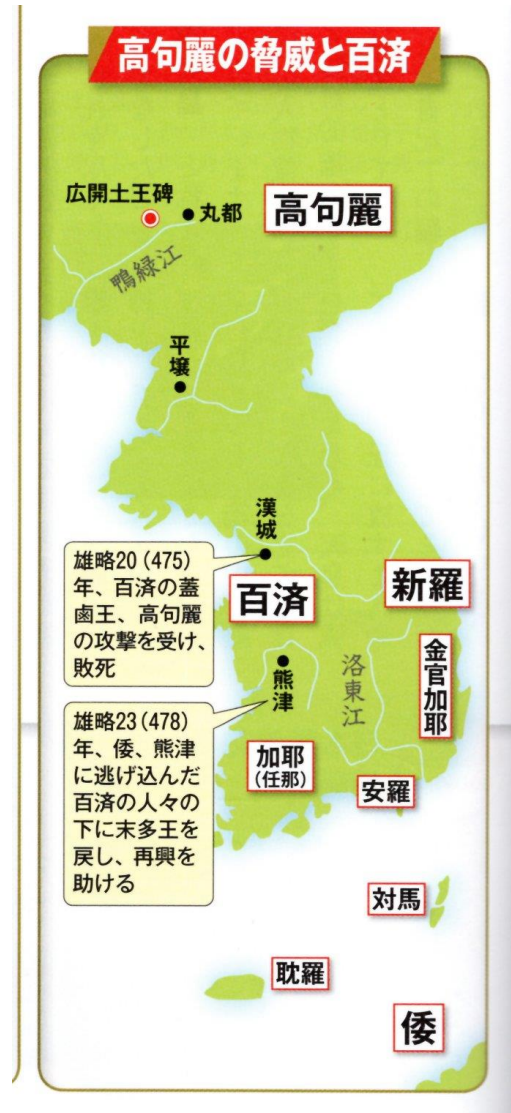 高句麗の脅威と百済
広開土王碑
丸都
高句麗
鴨緑江
平壌
漢城
雄略20(475)
年、百済の蓋
鹵王、高句麗
の攻撃を受け、
敗死
百済
新羅
金官加耶
熊津
洛東江
雄略23(478)
年、倭、熊津
に逃げ込んだ
百済の人々の
下に末多王を
戻し、再興を
助ける
加耶
(任那)
安羅
対馬
耽羅
倭